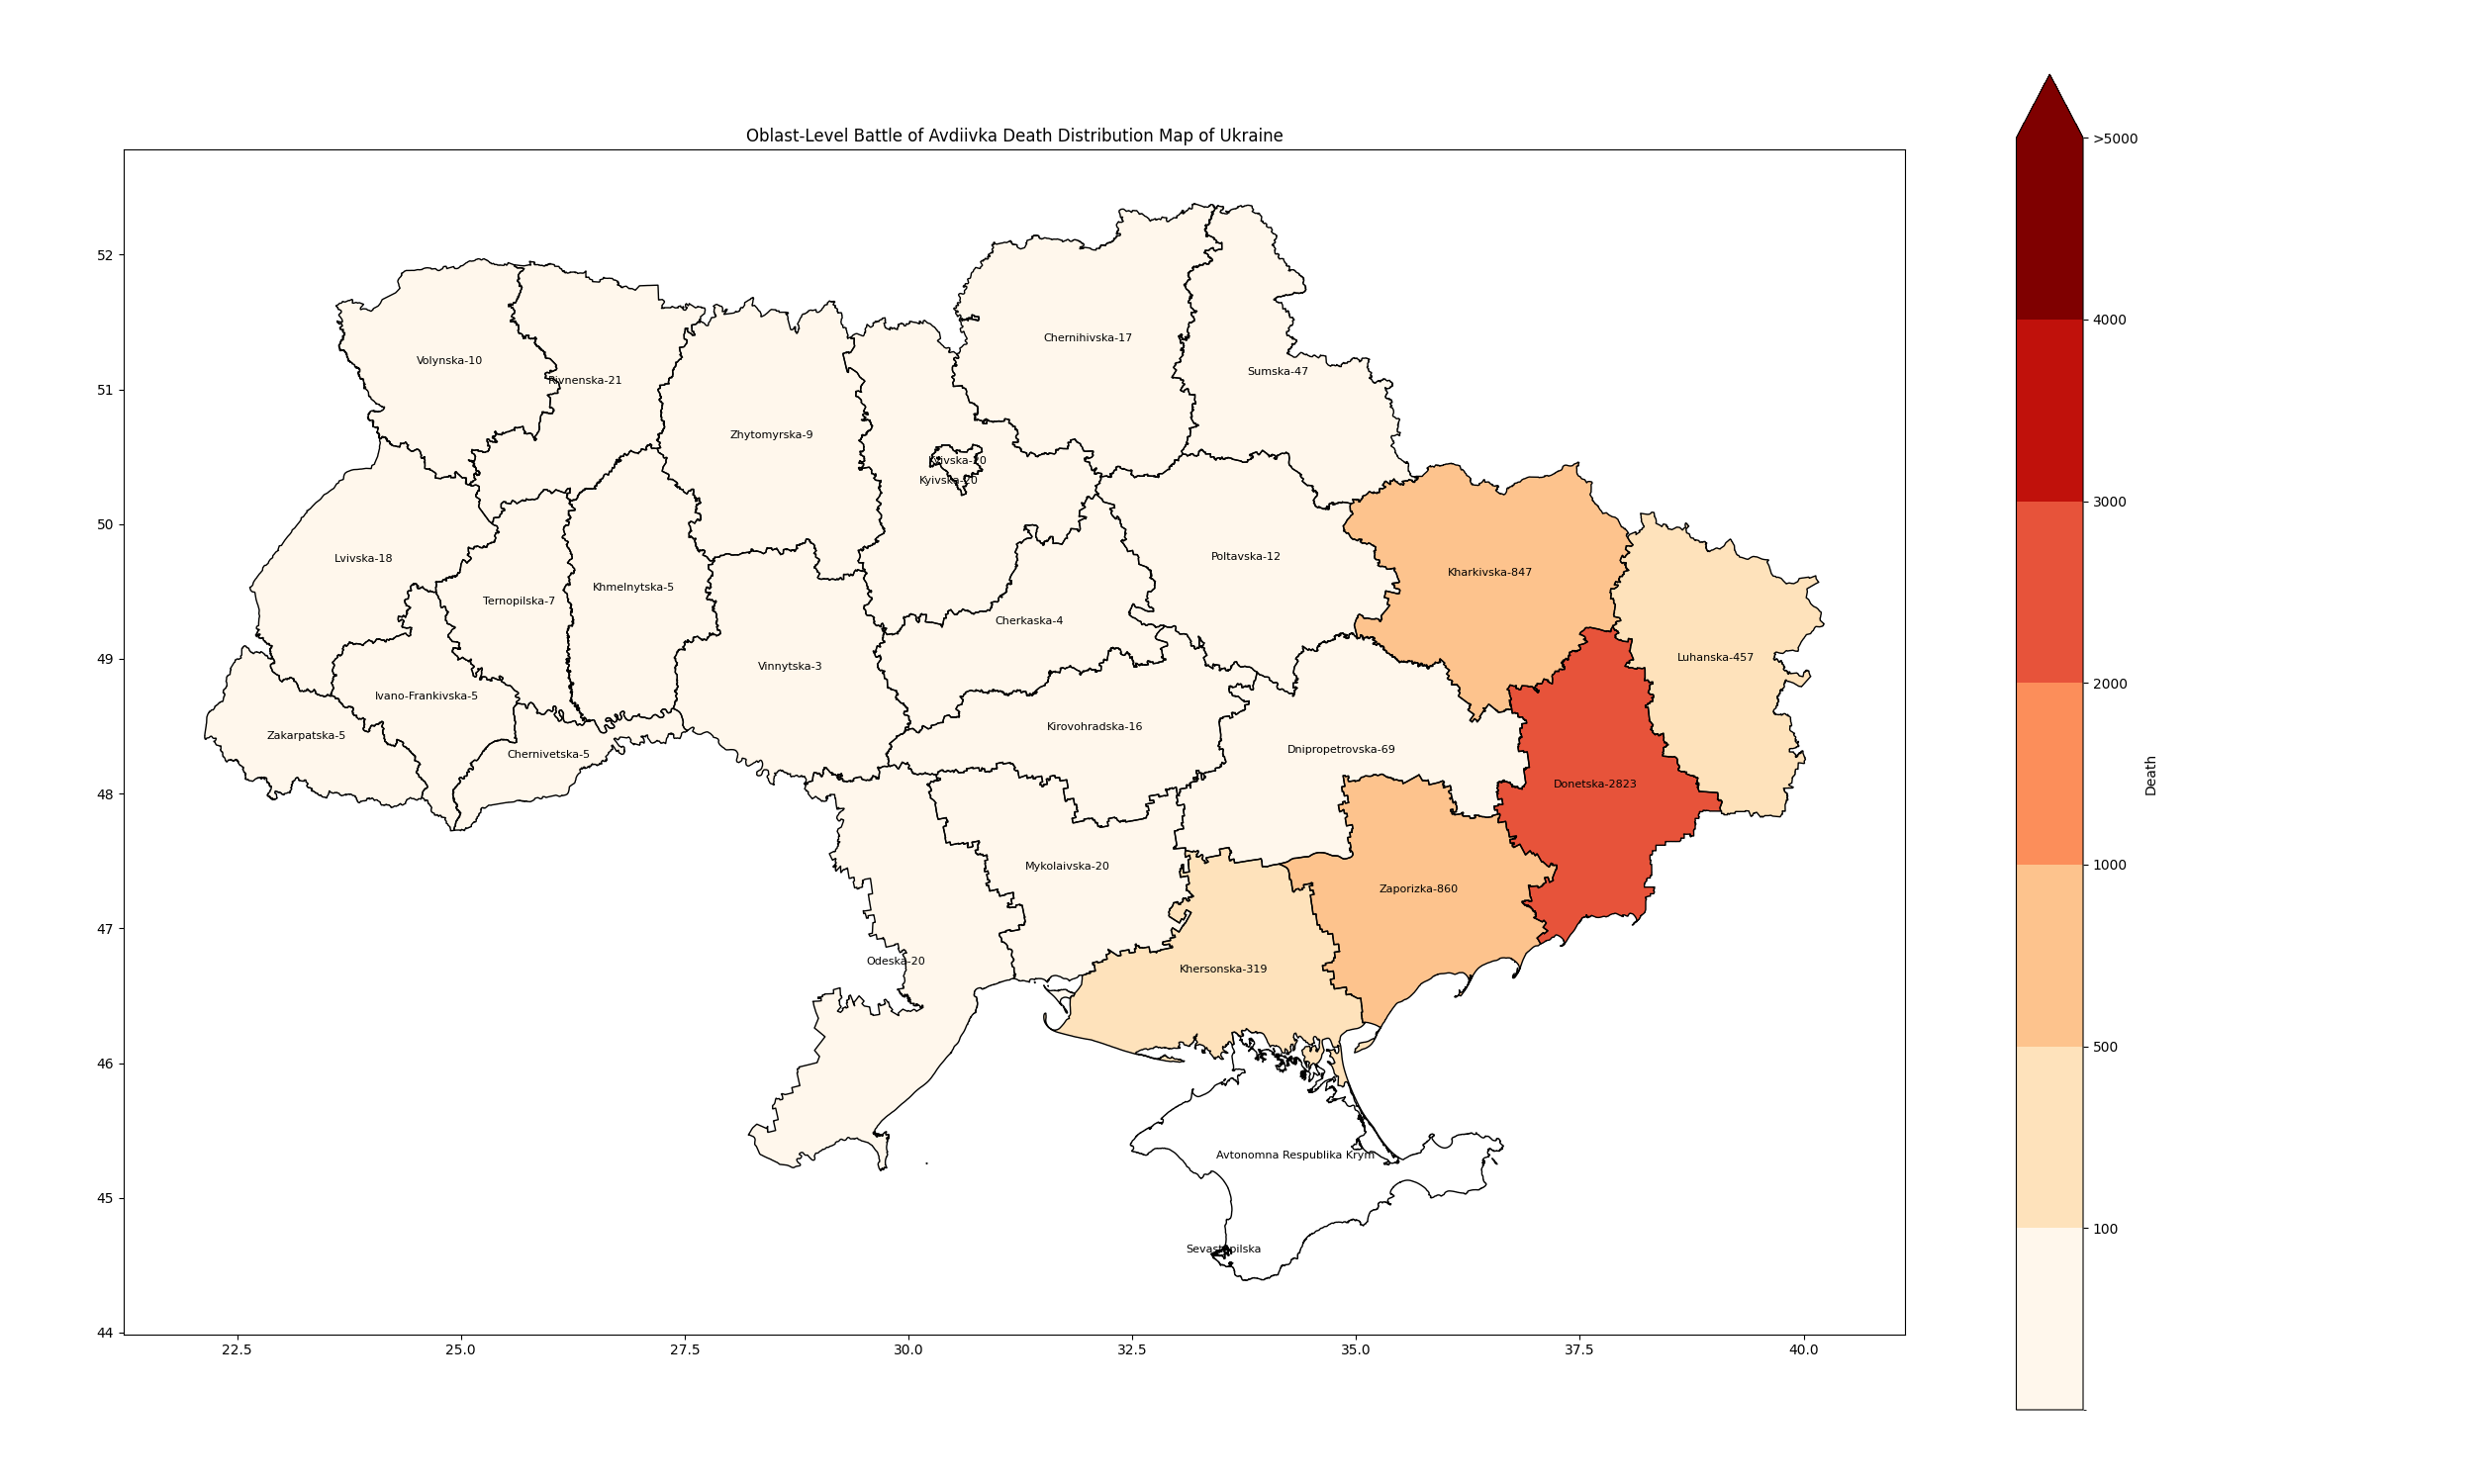 Oblast-Level Battle of Avdiivka Death Distribution Map of Ukraine
>5000
52
4000
Chernihivska-17
Volynska-10
Sumska-47
Rivnenska-21
51
Zhytomyrska-9
Kyivska-20
Kyivska-20
3000
50
Lvivska-18
Poltavska-12
Kharkivska-847
Khmelnytska-5
Ternopilska-7
Cherkaska-4
49
Luhanska-457
Vinnytska-3
2000
Ivano-Frankivska-5
Kirovohradska-16
Zakarpatska-5
Dnipropetrovska-69
Chernivetska-5
Donetska-2823
Death
48
1000
Mykolaivska-20
Zaporizka-860
47
Odeska-20
Khersonska-319
500
46
Avtonomna Respublika Krym
45
100
Sevastopilska
44
22.5 25.0 27.5 30.0 32.5 35.0 37.5 40.0